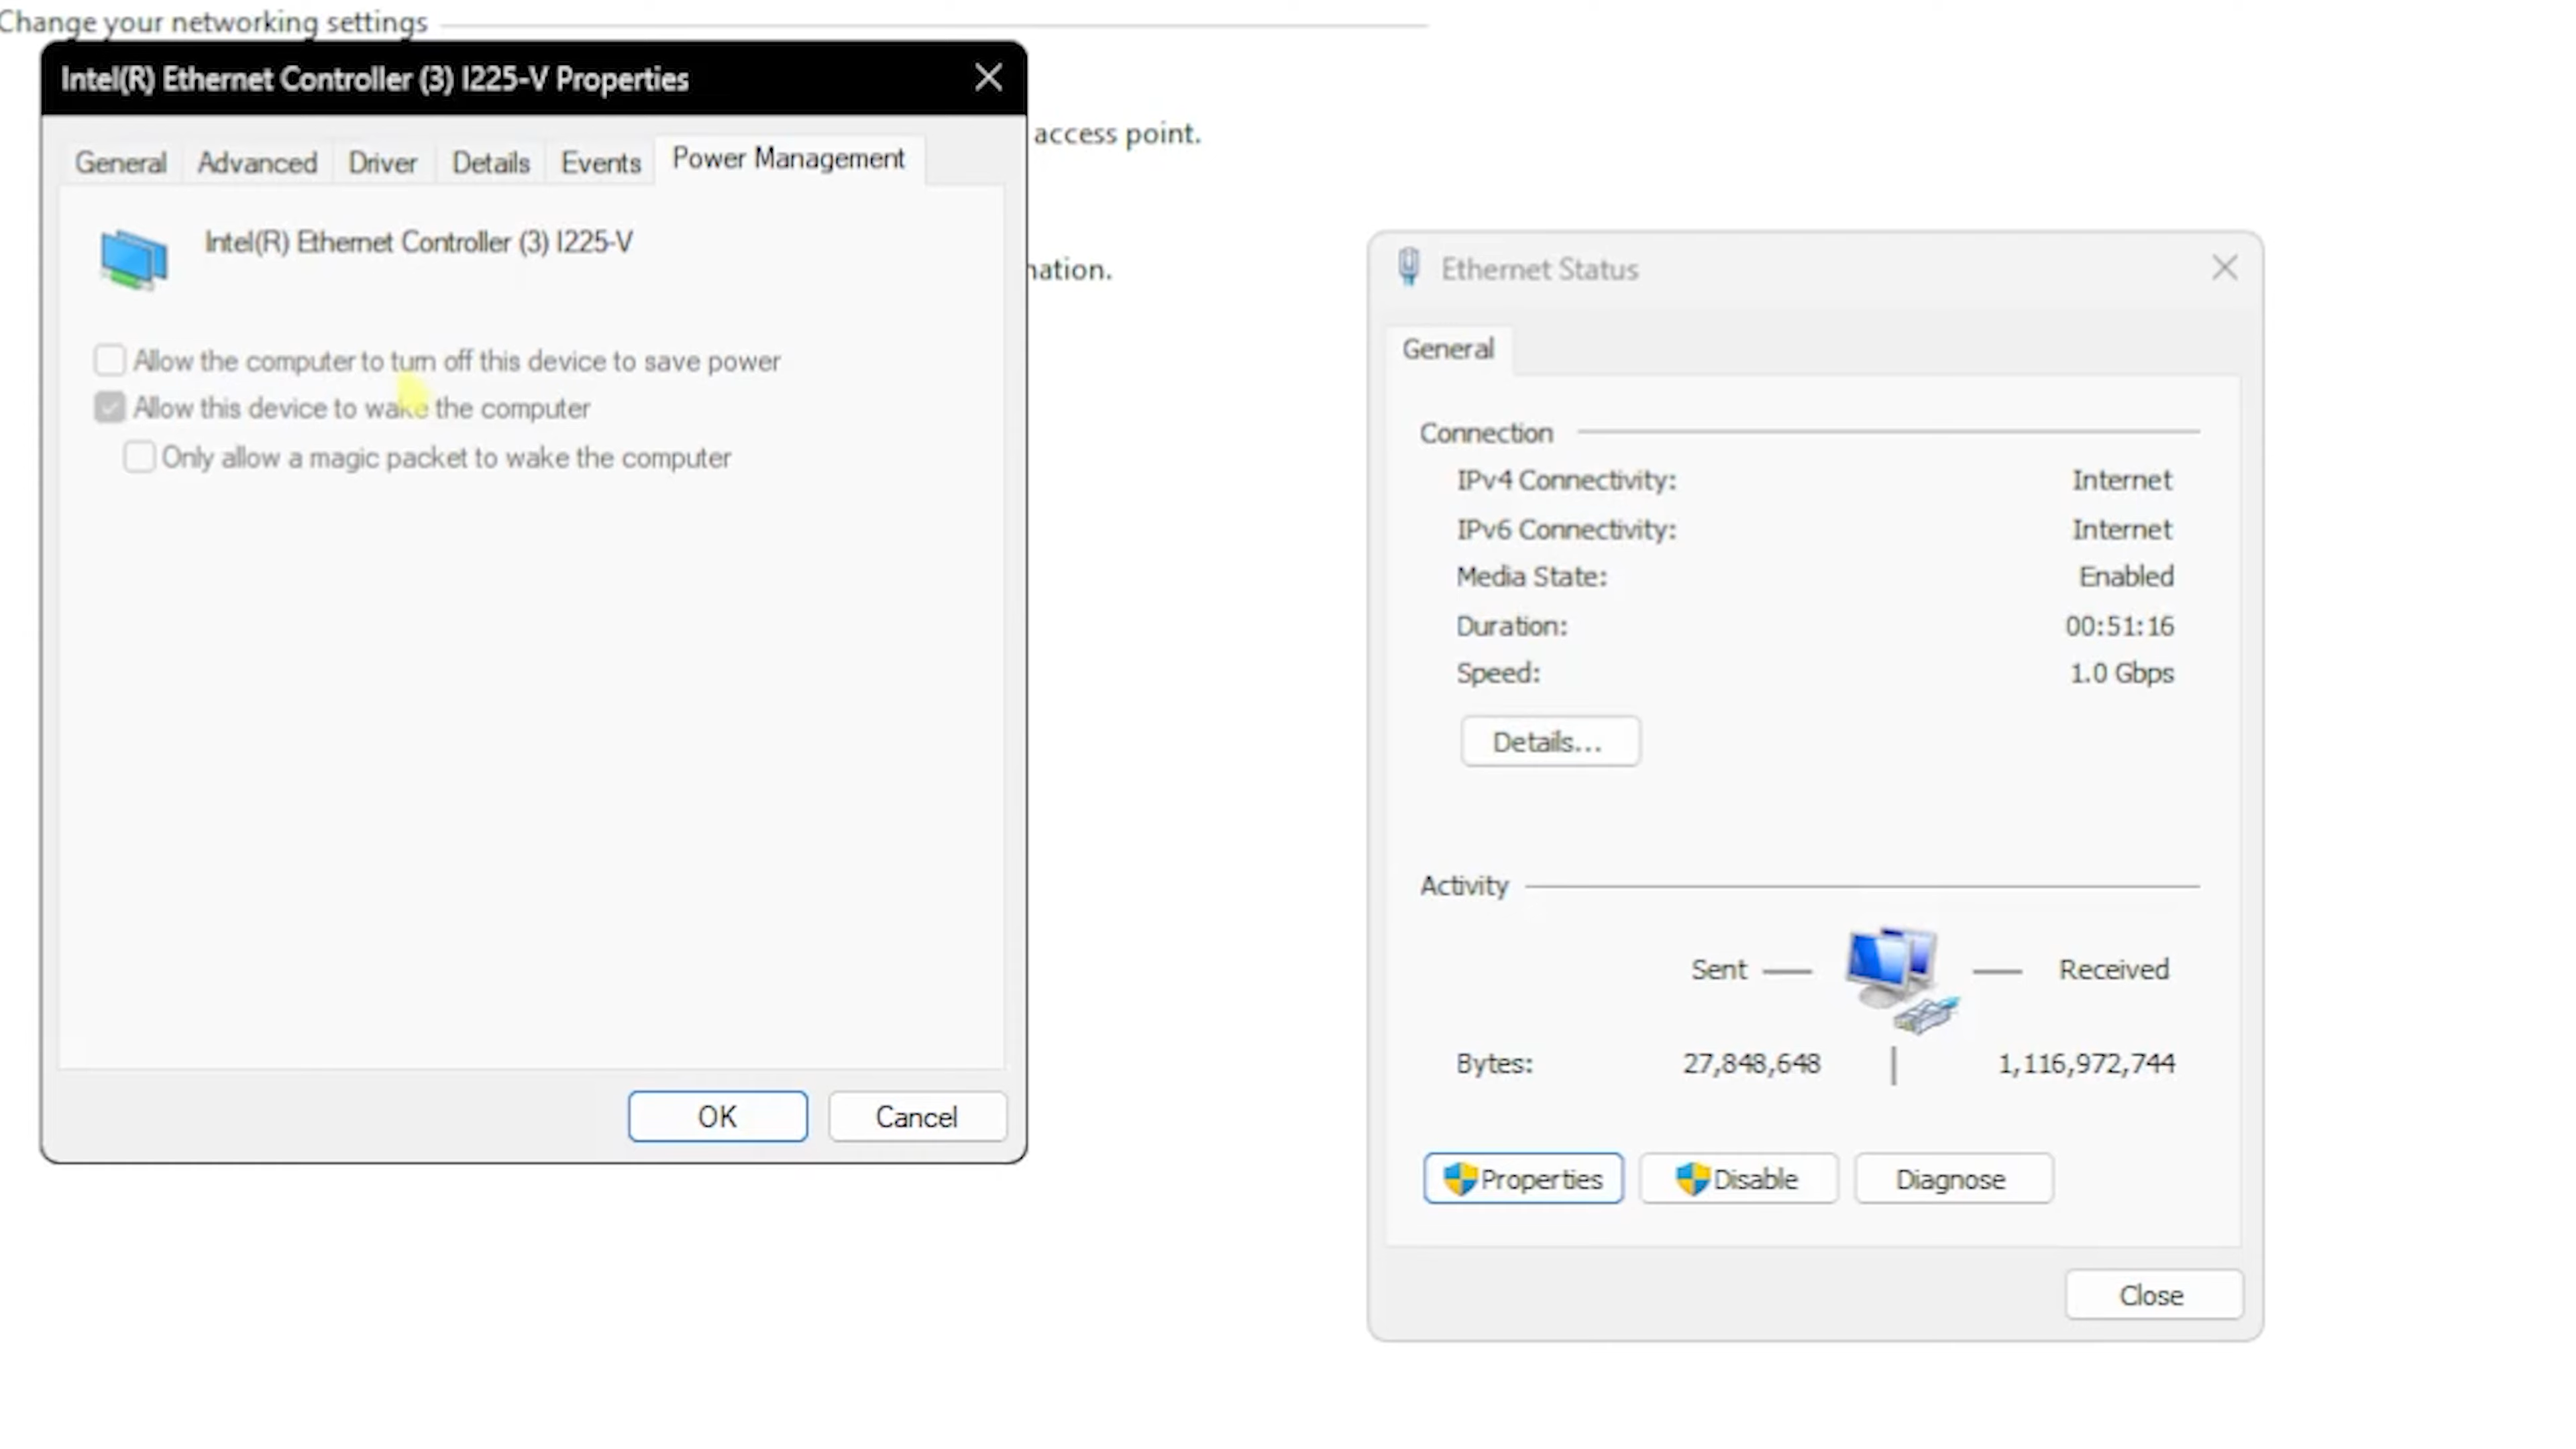 Change your networking settings
Intel(R) Ethernet Controller (3) I225-V Properties
General Advanced Driver Details Events Power Management
Intel(R) Ethernet Controller (3) I225-V
Allow the computer to turn off this device to save power
Allow this device to wake the computer
Only allow a magic packet to wake the computer
OK Cancel
access point.
nation.
Ethernet Status
General
Connection
IPv4 Connectivity: Internet
IPv6 Connectivity: Internet
Media State: Enabled
Duration: 00:51:16
Speed: 1.0 Gbps
Details...
Activity
Sent Received
Bytes: 27,848,648 1,116,972,744
Properties Disable Diagnose
Close